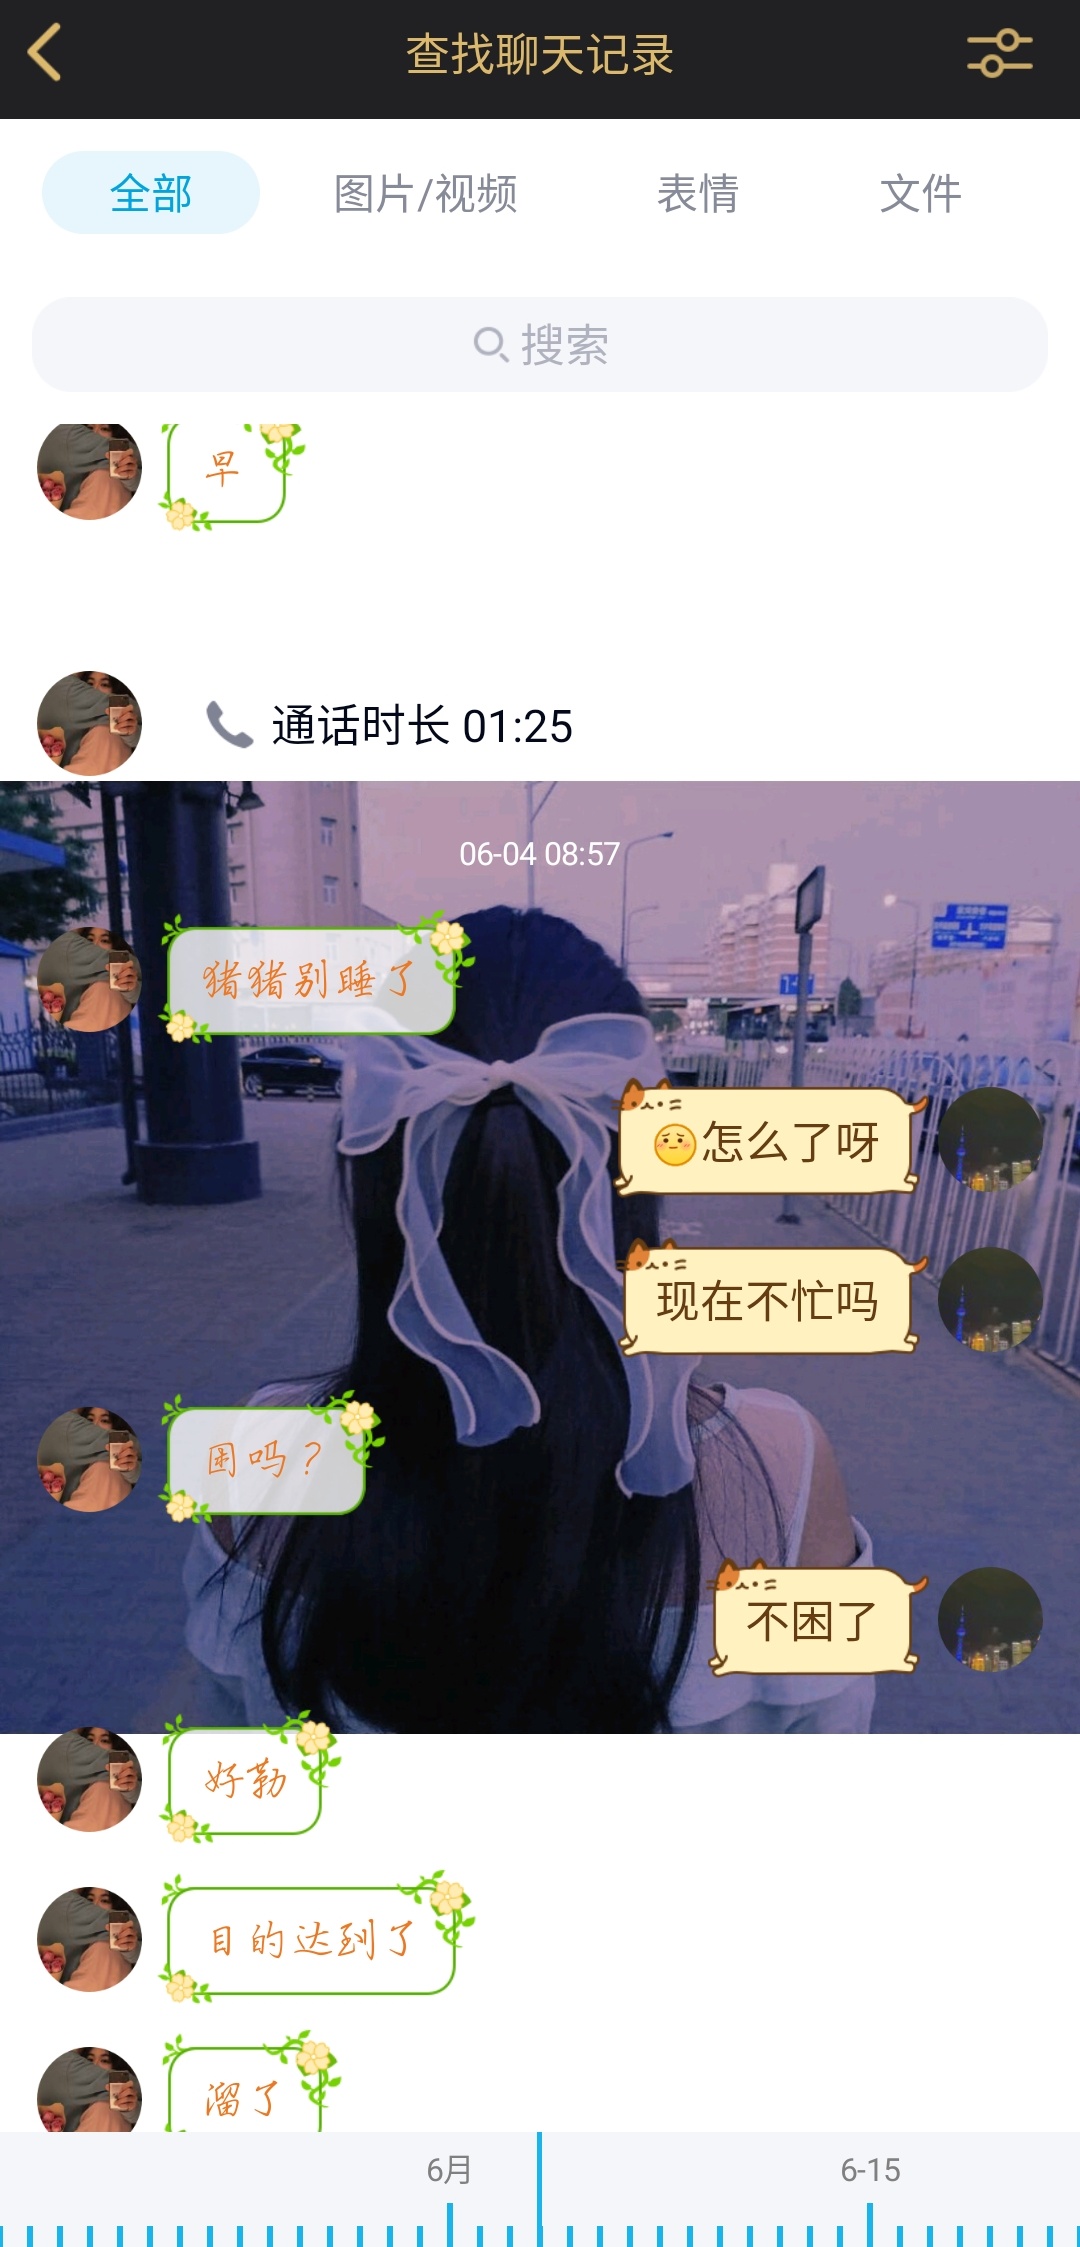 查找聊天记录
全部 图片/视频 表情 文件
搜索
早
通话时长 01:25
06-04 08:57
猪猪别睡了
怎么了呀
现在不忙吗
困吗？
不困了
好勒
目的达到了
溜了
6月 6-15